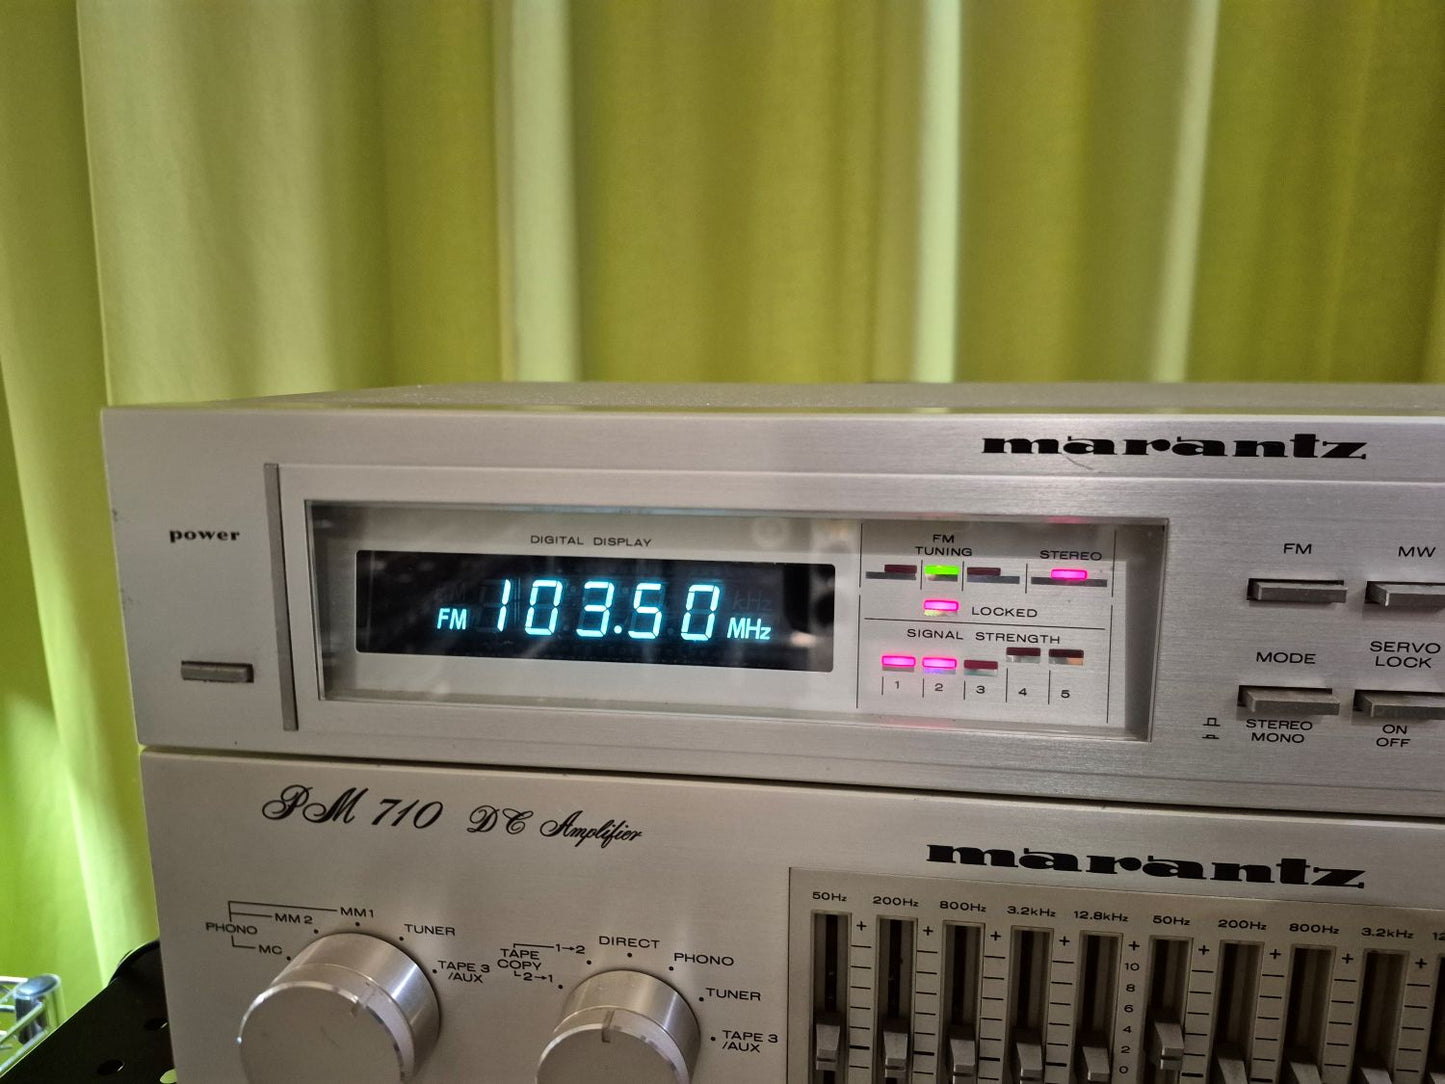 marantz
power
DIGITAL DISPLAY
FM 103.50 MHz
FM
TUNING
STEREO
LOCKED
SIGNAL STRENGTH
1 2 3 4 5
FM
MW
MODE
SERVO
LOCK
STEREO
MONO
ON
OFF
PM 710 DC Amplifier
marantz
PHONO
MM 2
MM 1
MC
TUNER
TAPE 3
/AUX
TAPE
COPY
1→2
2→1
DIRECT
PHONO
TUNER
TAPE 3
/AUX
50Hz 200Hz 800Hz 3.2kHz 12.8kHz 50Hz 200Hz 800Hz 3.2kHz
+ + + + + + + + +
10
8
6
4
2
0